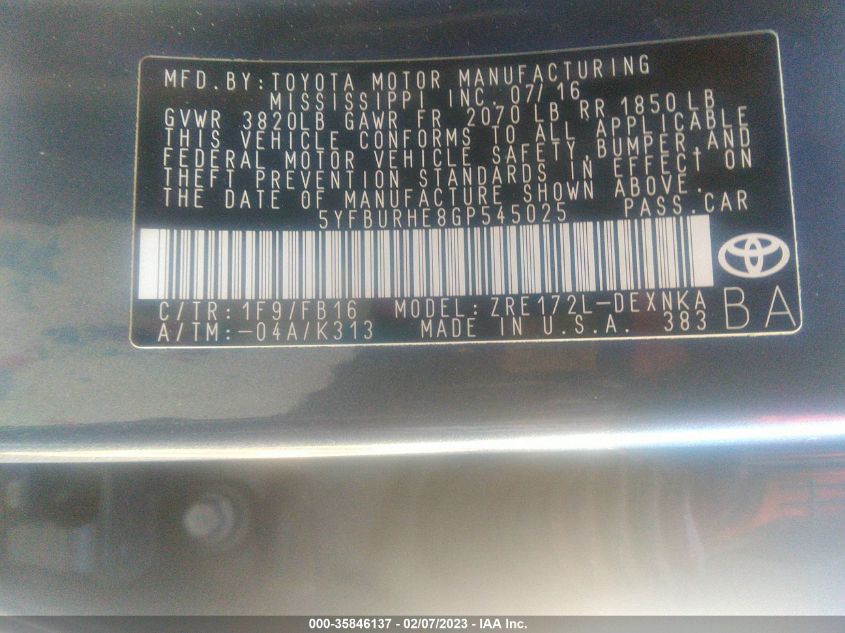 MFD.BY:TOYOTA MOTOR MANUFACTURING
MISSISSIPPI INC. 07/16
GVWR 3820LB GAWR FR 2070 LB RR 1850 LB
THIS VEHICLE CONFORMS TO ALL APPLICABLE
FEDERAL MOTOR VEHICLE SAFETY,BUMPER,AND
THEFT PREVENTION STANDARDS IN EFFECT ON
THE DATE OF MANUFACTURE SHOWN ABOVE.
5YFBURHE8GP545025 PASS.CAR
C/TR:1F9/FB16 MODEL:ZRE172L-DEXNKA
A/TM:-04A/K313 MADE IN U.S.A. 383 BA
000-35846137 - 02/07/2023 - IAA Inc.